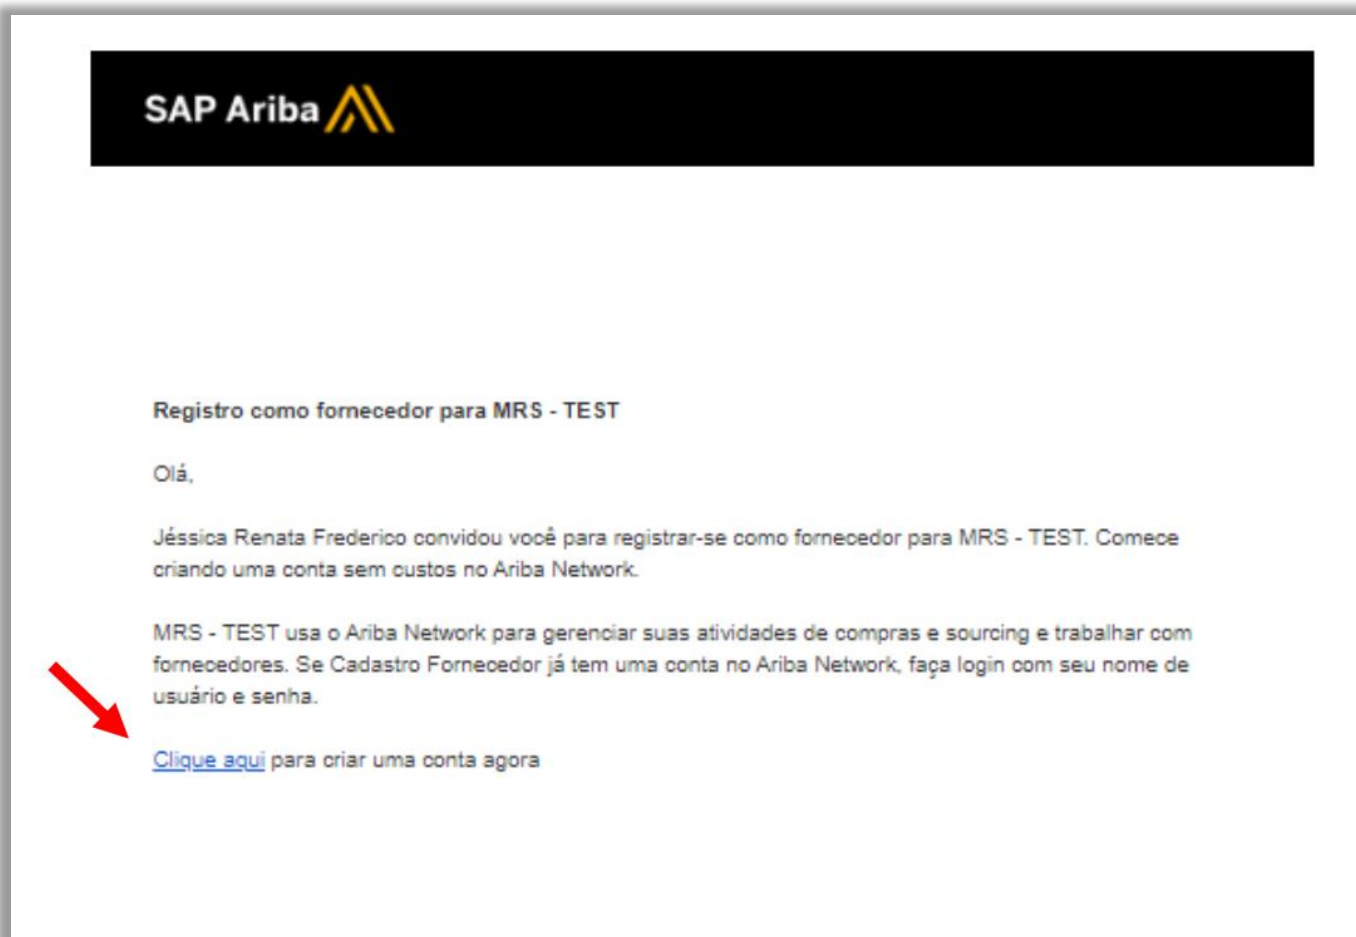 SAP Ariba
Registro como fornecedor para MRS - TEST
Olá,
Jéssica Renata Frederico convidou você para registrar-se como fornecedor para MRS - TEST. Comece
criando uma conta sem custos no Ariba Network.
MRS - TEST usa o Ariba Network para gerenciar suas atividades de compras e sourcing e trabalhar com
fornecedores. Se Cadastro Fornecedor já tem uma conta no Ariba Network, faça login com seu nome de
usuário e senha.
Clique aqui para criar uma conta agora